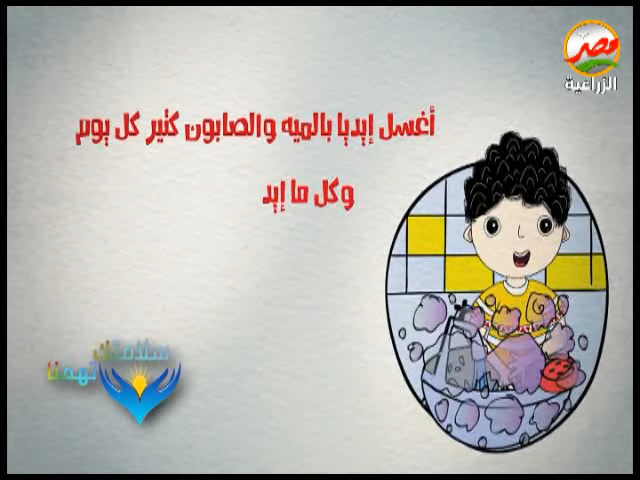 مصر
الزراعية
أغسل إيديا بالميه والصابون كتير كل يوم
وكل ما إيد
سلامتك
تهمنا